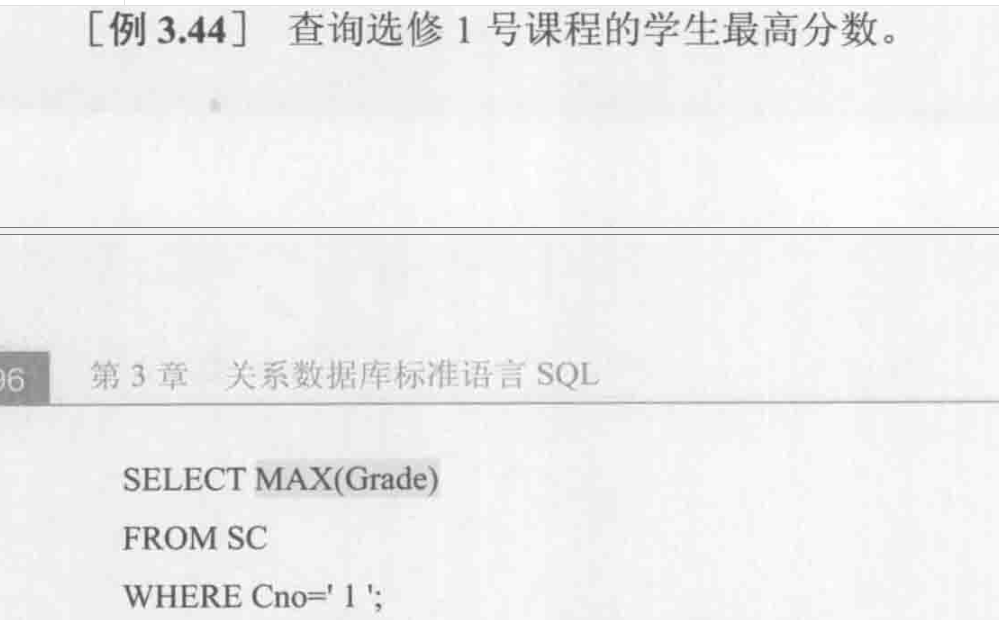 ［例 3.44］ 查询选修 1 号课程的学生最高分数。
96 第 3 章 关系数据库标准语言 SQL
SELECT MAX(Grade)
FROM SC
WHERE Cno=' 1 ';